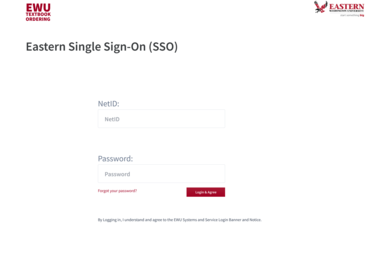 EWU
TEXTBOOK
ORDERING
EASTERN
WASHINGTON UNIVERSITY
start something big
Eastern Single Sign-On (SSO)
NetID:
NetID
Password:
Password
Forgot your password?
Login & Agree
By Logging in, I understand and agree to the EWU Systems and Service Login Banner and Notice.